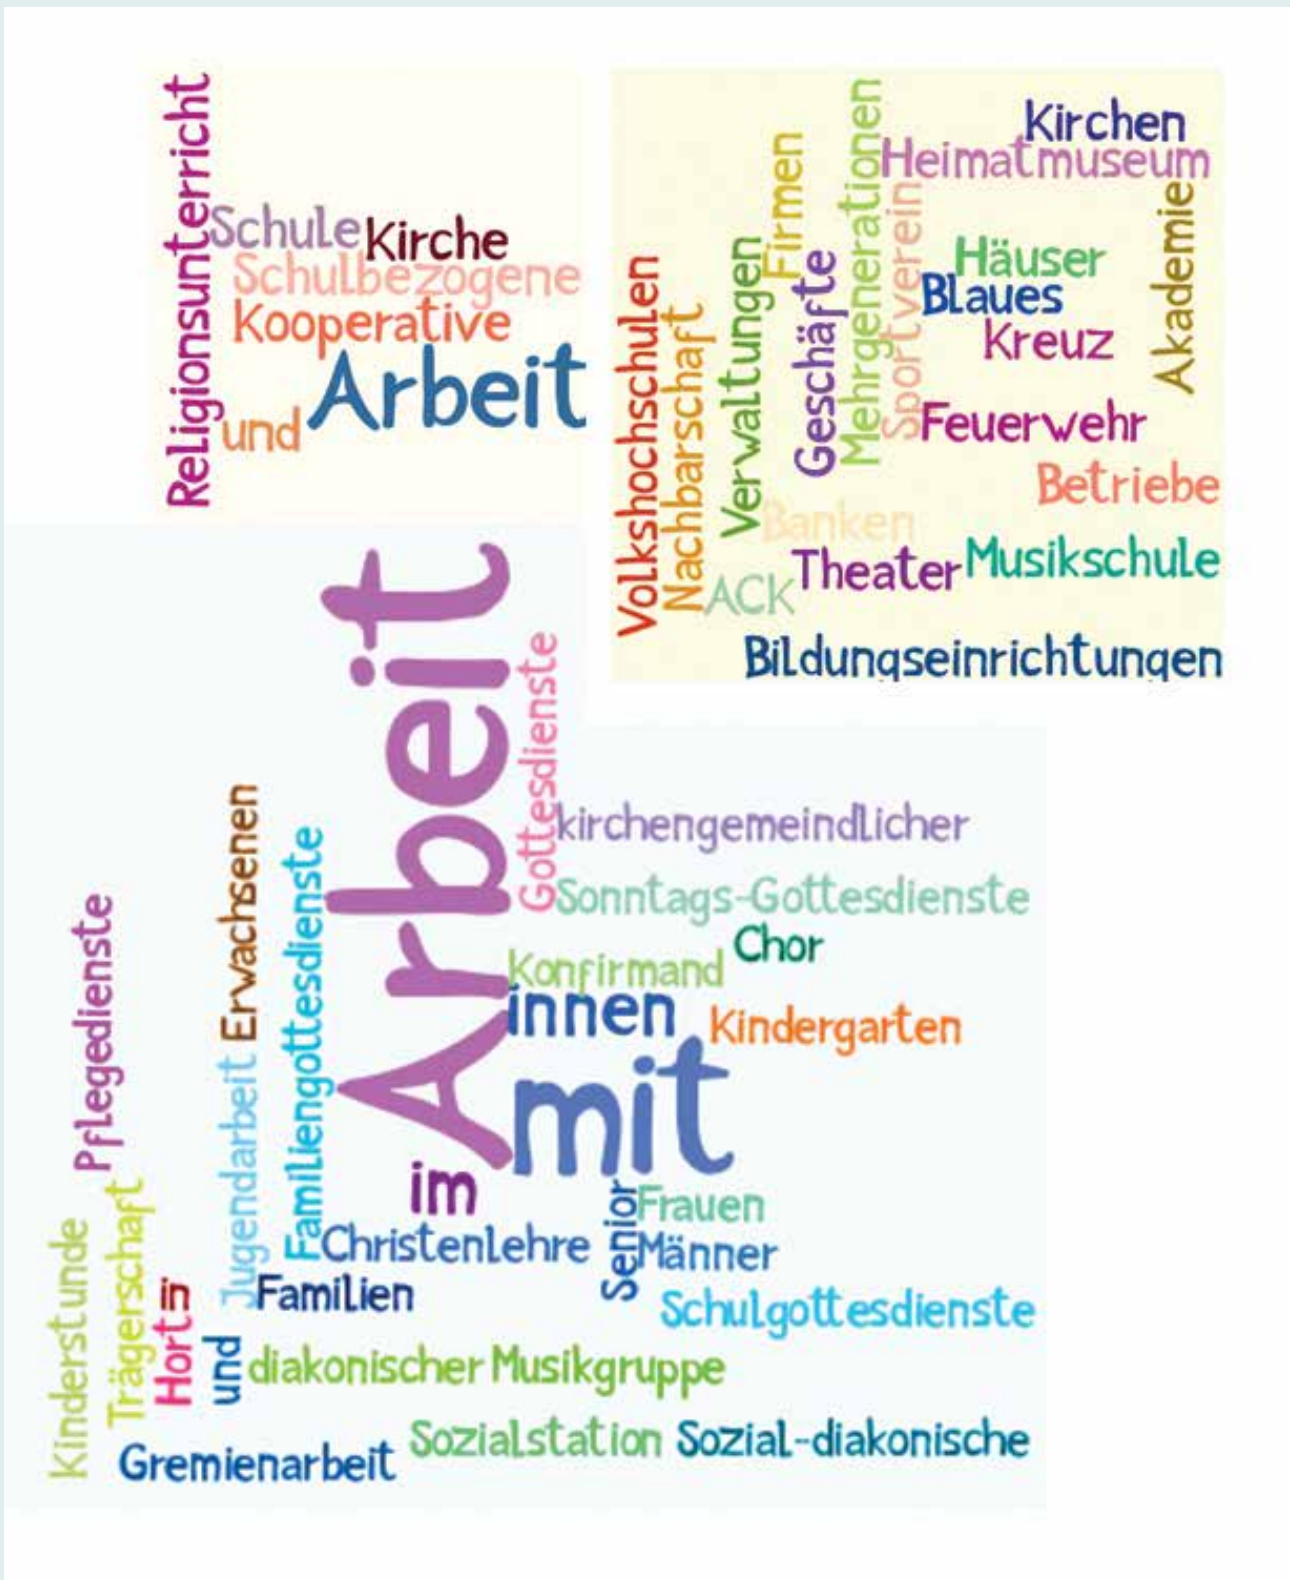 Religionsunterricht
Schule
Kirche
Schulbezogene
Kooperative
Arbeit
und
Kirchen
Heimatmuseum
Firmen
Mehrgenerationen
Sportverein
Akademie
Häuser
Blaues
Kreuz
Volkshochschulen
Nachbarschaft
Verwaltungen
Geschäfte
Feuerwehr
Betriebe
Banken
Theater
Musikschule
ACK
Bildungseinrichtungen
Arbeit
Gottesdienste
kirchengemeindlicher
Erwachsenen
Familiengottesdienste
Sonntags-Gottesdienste
Chor
Konfirmand
innen
Kindergarten
Pflegedienste
Jugendarbeit
mit
im
Senior
Frauen
Christenlehre
Männer
Familien
Schulgottesdienste
Kinderstunde
Trägerschaft
Hort
in
und
diakonischer
Musikgruppe
Sozialstation
Sozial-diakonische
Gremienarbeit